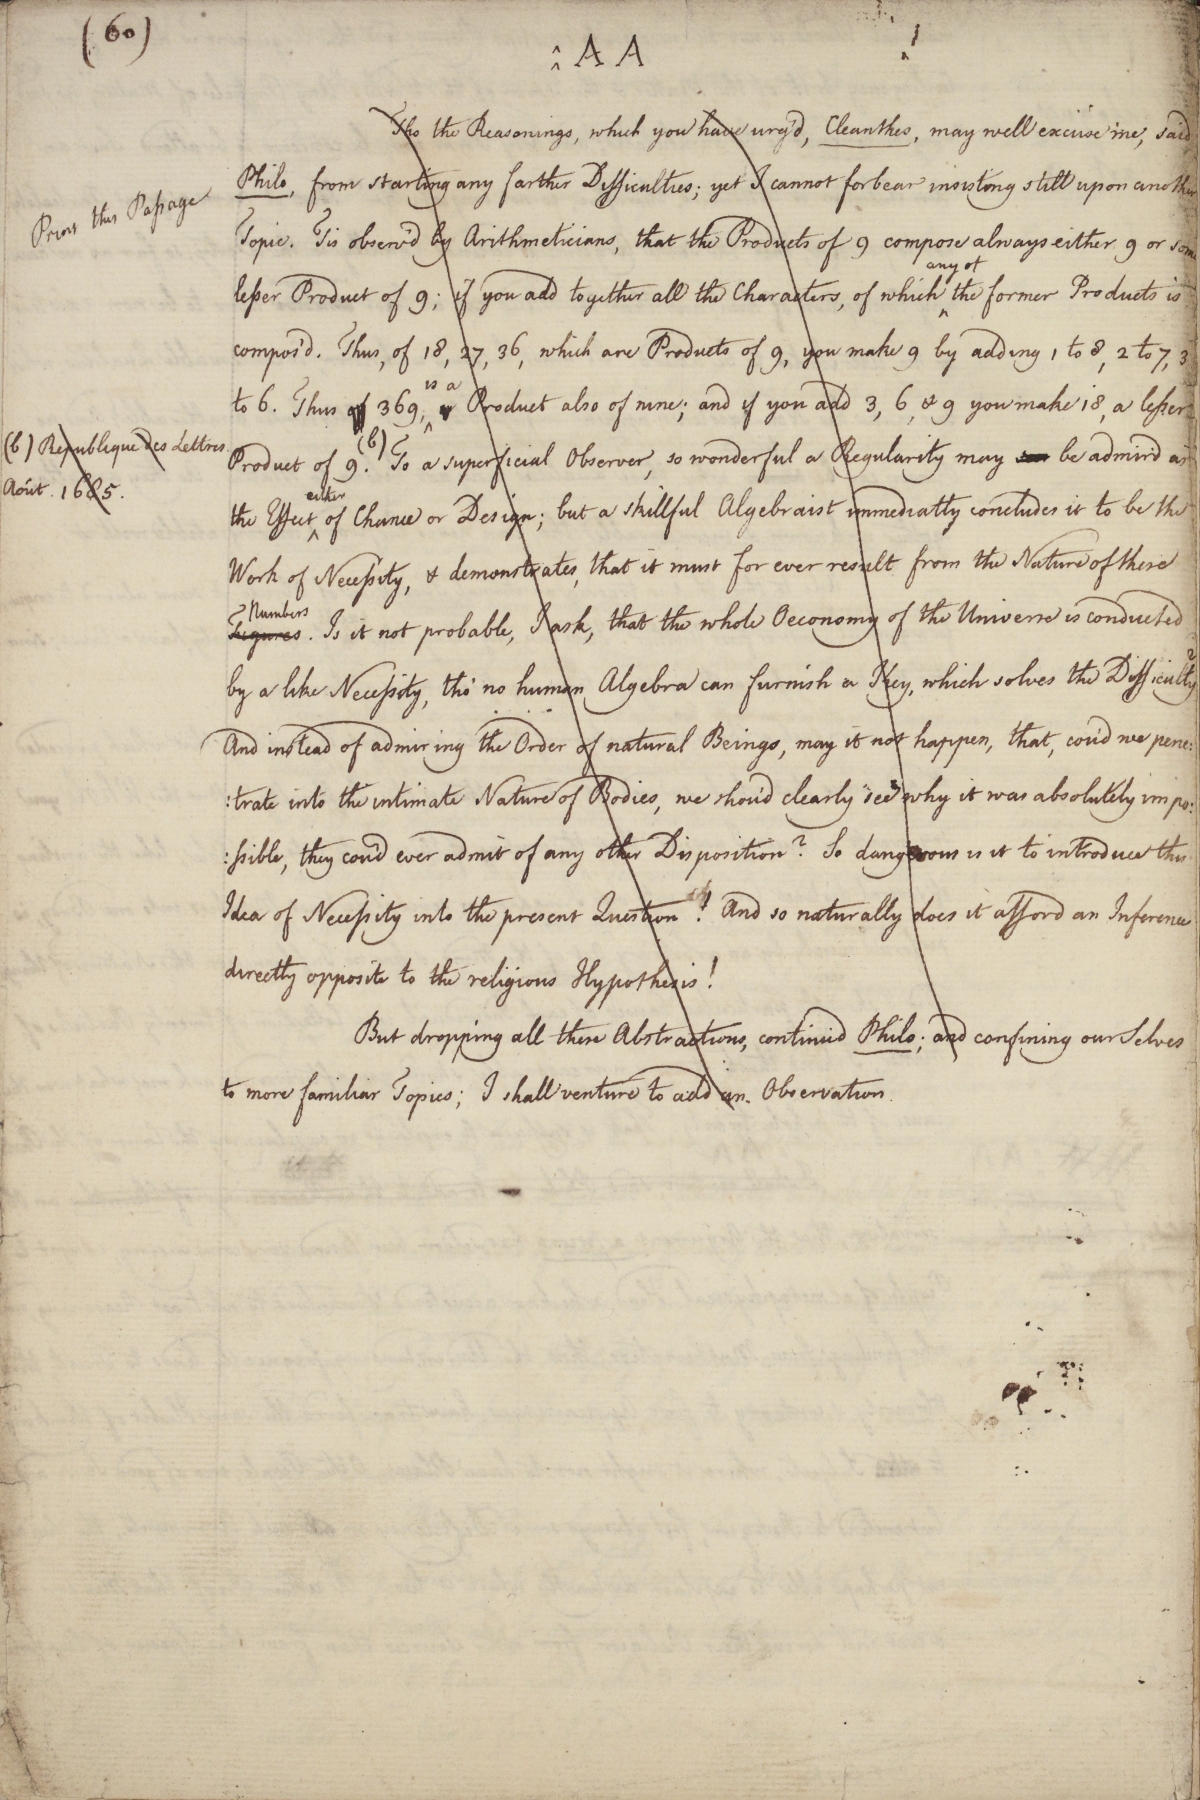 (60)
AA
Tho the Reasonings, which you have urg'd, Cleanthes, may well excuse me, said
Philo, from starting any farther Difficulties; yet I cannot forbear insisting still upon another
Print this Passage
Topic. Tis observ'd by Arithmeticians, that the Products of 9 compose always either 9 or some
lesser Product of 9; if you add together all the Characters, of which any of the former Products is
compos'd. Thus, of 18, 27, 36, which are Products of 9, you make 9 by adding 1 to 8, 2 to 7, 3
to 6. Thus 369, is a Product also of nine; and if you add 3, 6, & 9 you make 18, a lesser
Product of 9. (b) To a superficial Observer, so wonderful a Regularity may be admir'd as
(b) Republique des Lettres
Aoút. 1685.
the Effect either of Chance or Design; but a skillful Algebraist immediatly concludes it to be the
Work of Necessity, & demonstrates, that it must for ever result from the Nature of these
Figures Numbers. Is it not probable, I ask, that the whole Oeconomy of the Universe is conducted
by a like Necessity, tho' no human Algebra can furnish a Key, which solves the Difficulty?
And instead of admiring the Order of natural Beings, may it not happen, that, cou'd we pene:
:trate into the intimate Nature of Bodies, we shou'd clearly see why it was absolutely impo:
:ssible, they cou'd ever admit of any other Disposition? So dangerous is it to introduce this
Idea of Necessity into the present Question! And so naturally does it afford an Inference
directly opposite to the religious Hypothesis!
But dropping all these Abstractions, continu'd Philo; and confining ourselves
to more familiar Topics; I shall venture to add an Observation